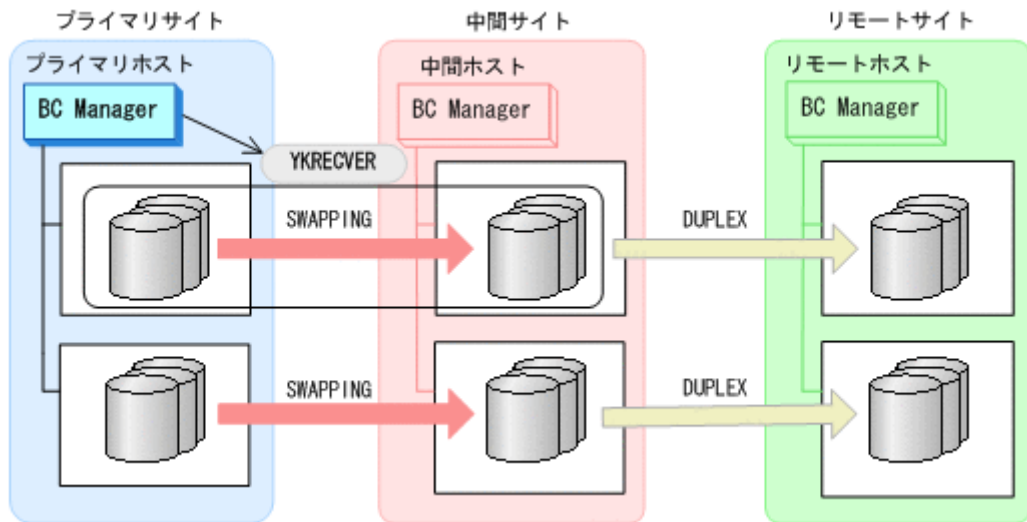 プライマリサイト
中間サイト
リモートサイト
プライマリホスト
中間ホスト
リモートホスト
BC Manager
BC Manager
BC Manager
YKRECVER
SWAPPING
DUPLEX
SWAPPING
DUPLEX